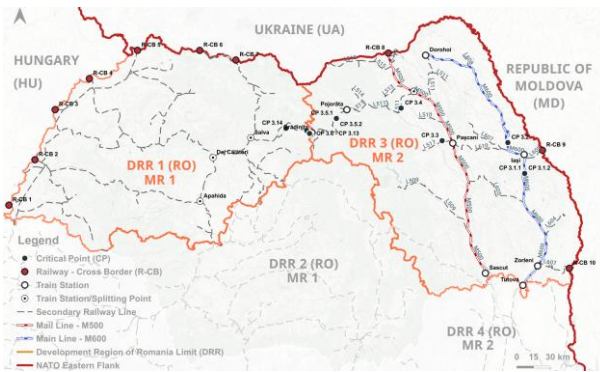 UKRAINE (UA)
HUNGARY
(HU)
REPUBLIC OF
MOLDOVA
(MD)
R-CB 5
R-CB 6
R-CB 7
R-CB 8
Dorohoi
R-CB 4
R-CB 3
R-CB 2
R-CB 1
Pojorâta
CP 3.4
CP 3.5.1
CP 3.5.2
CP 3.14
CP 3.13
Salva
CP 3.3
Pașcani
CP 3.2
R-CB 9
Iași
CP 3.1.1
CP 3.1.2
DRR 1 (RO)
MR 1
DRR 3 (RO)
MR 2
Apahida
DRR 2 (RO)
MR 1
Sascut
Zorleni
R-CB 10
Tutova
DRR 4 (RO)
MR 2
Legend
Critical Point (CP)
Railway - Cross Border (R-CB)
Train Station
Train Station/Splitting Point
Secondary Railway Line
Mail Line - M500
Main Line - M600
Development Region of Romania Limit (DRR)
NATO Eastern Flank
0 15 30 km